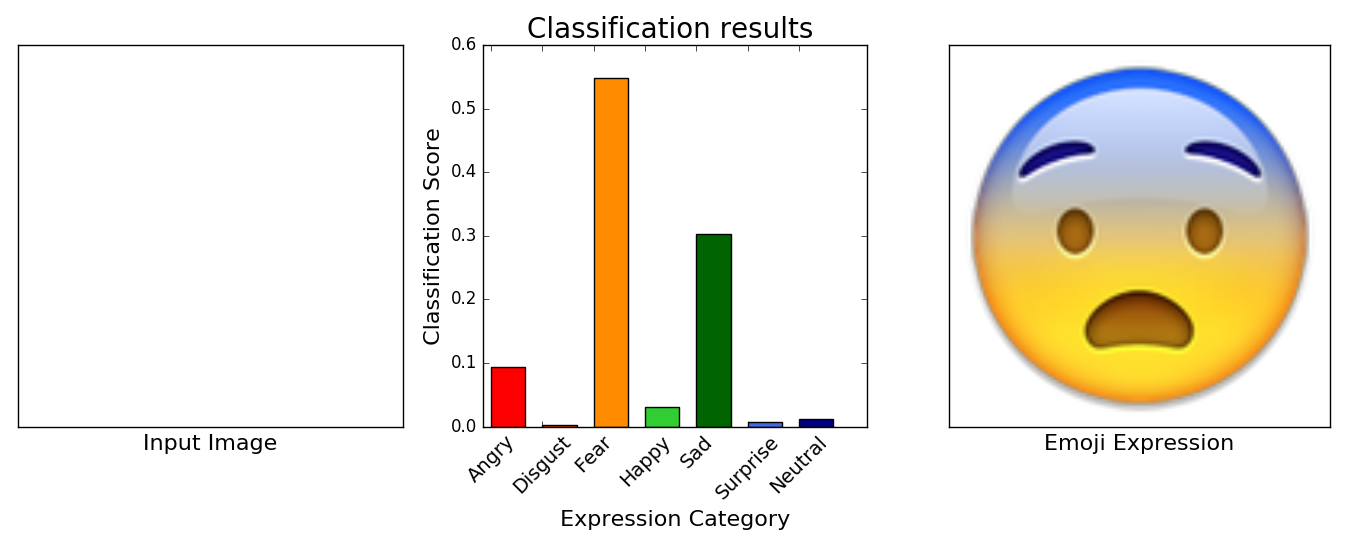 Classification results
0.6
0.5
0.4
0.3
0.2
0.1
0.0
Classification Score
Angry
Disgust
Fear
Happy
Sad
Surprise
Neutral
Expression Category
Input Image
Emoji Expression